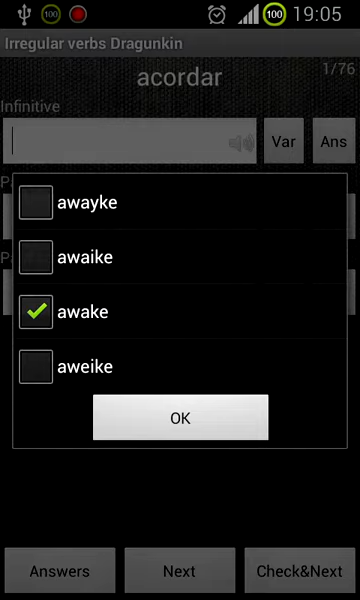 100
100
19:05
Irregular verbs Dragunkin
acordar
1/76
Infinitive
Var
Ans
P
awayke
awaike
Pa
awake
aweike
OK
Answers
Next
Check&Next